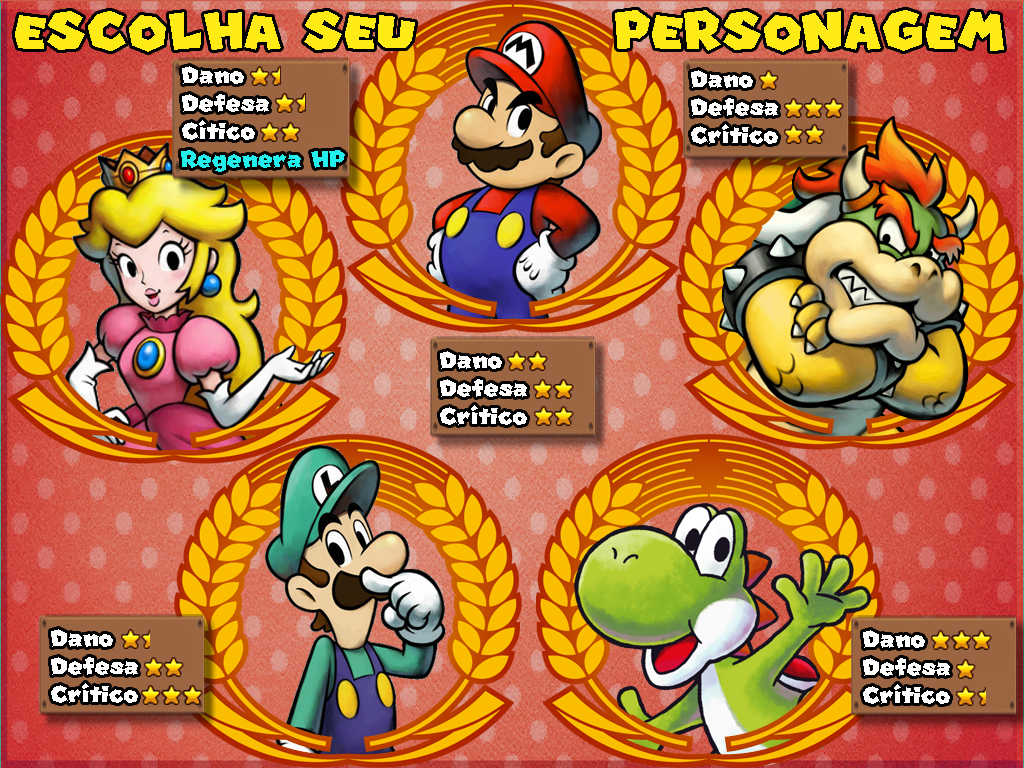 ESCOLHA SEU PERSONAGEM
Dano
Defesa
Cítico
Regenera HP
M
Dano
Defesa
Crítico
Dano
Defesa
Crítico
L
Dano
Defesa
Crítico
Dano
Defesa
Crítico